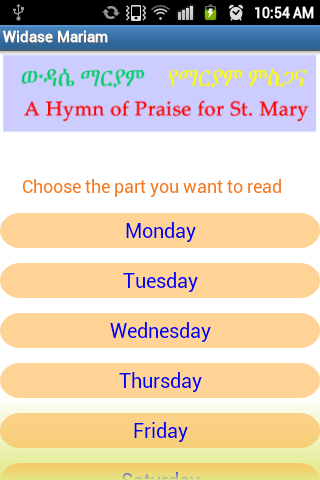 10:54 AM
Widase Mariam
ውዳሴ ማርያም የማርያም ምስጋና
A Hymn of Praise for St. Mary
Choose the part you want to read
Monday
Tuesday
Wednesday
Thursday
Friday
Saturday